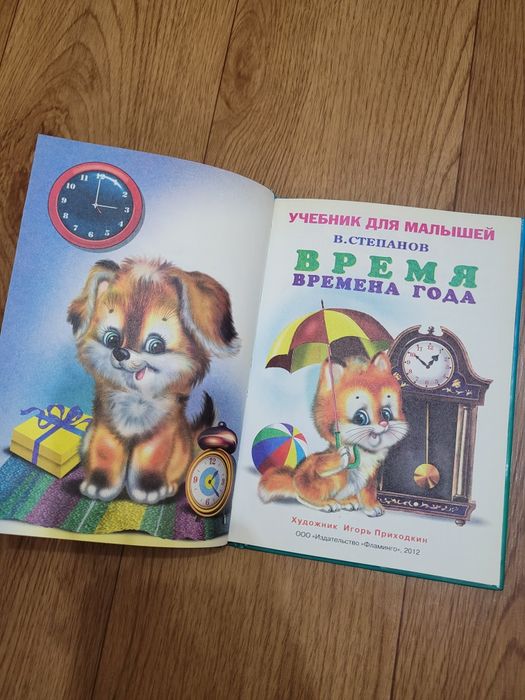 УЧЕБНИК ДЛЯ МАЛЫШЕЙ
В.СТЕПАНОВ
ВРЕМЯ
ВРЕМЕНА ГОДА
Художник Игорь Приходкин
ООО «Издательство «Фламинго», 2012